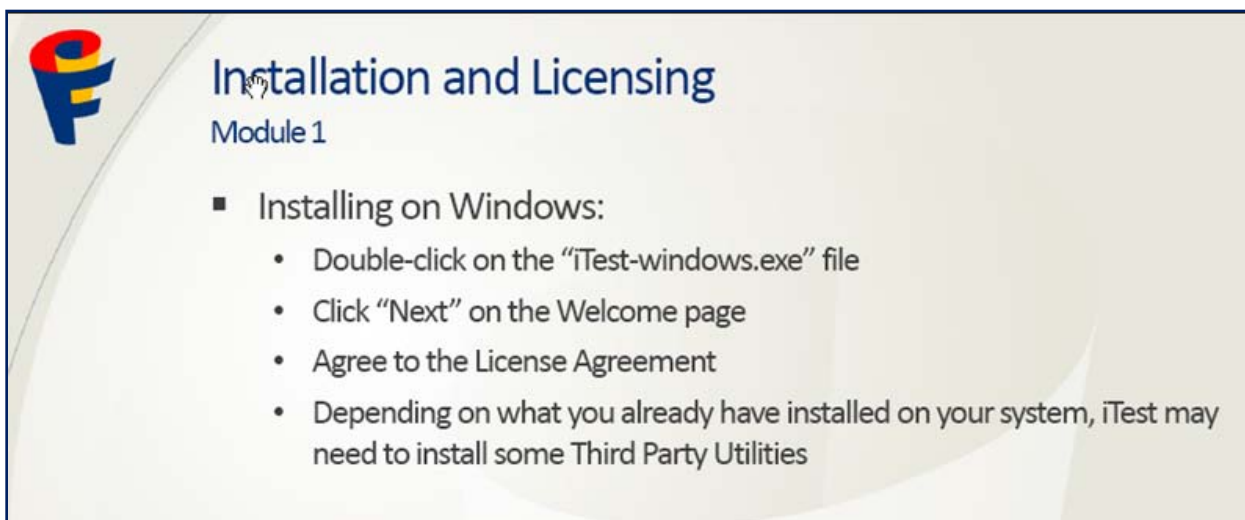 Installation and Licensing
Module 1
▪ Installing on Windows:
• Double-click on the “iTest-windows.exe” file
• Click “Next” on the Welcome page
• Agree to the License Agreement
• Depending on what you already have installed on your system, iTest may
need to install some Third Party Utilities